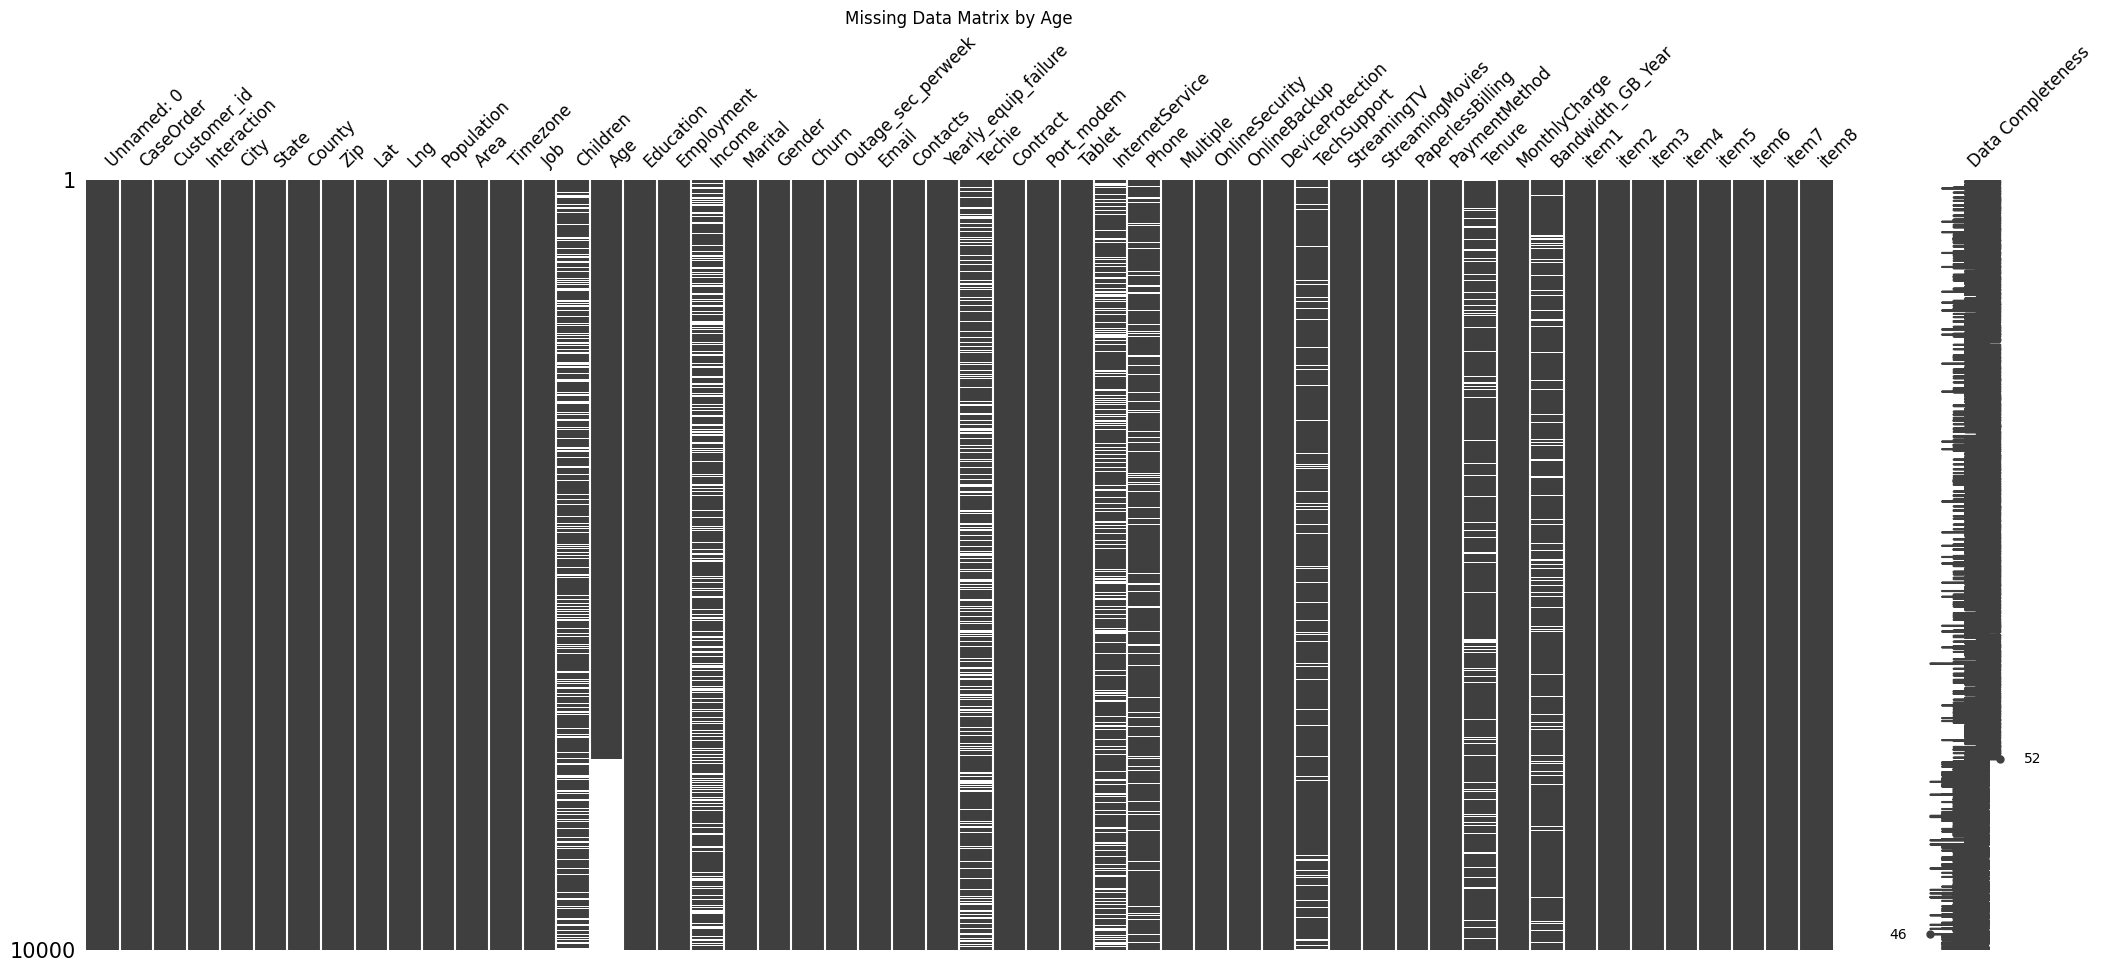 Missing Data Matrix by Age
Unnamed: 0
CaseOrder
Customer_id
Interaction
City
State
County
Zip
Lat
Lng
Population
Area
Timezone
Job
Children
Age
Education
Employment
Income
Marital
Gender
Churn
Outage_sec_perweek
Email
Contacts
Yearly_equip_failure
Techie
Contract
Port_modem
Tablet
InternetService
Phone
Multiple
OnlineSecurity
OnlineBackup
DeviceProtection
TechSupport
StreamingTV
StreamingMovies
PaperlessBilling
PaymentMethod
Tenure
MonthlyCharge
Bandwidth_GB_Year
item1
item2
item3
item4
item5
item6
item7
item8
Data Completeness
1
52
46
10000